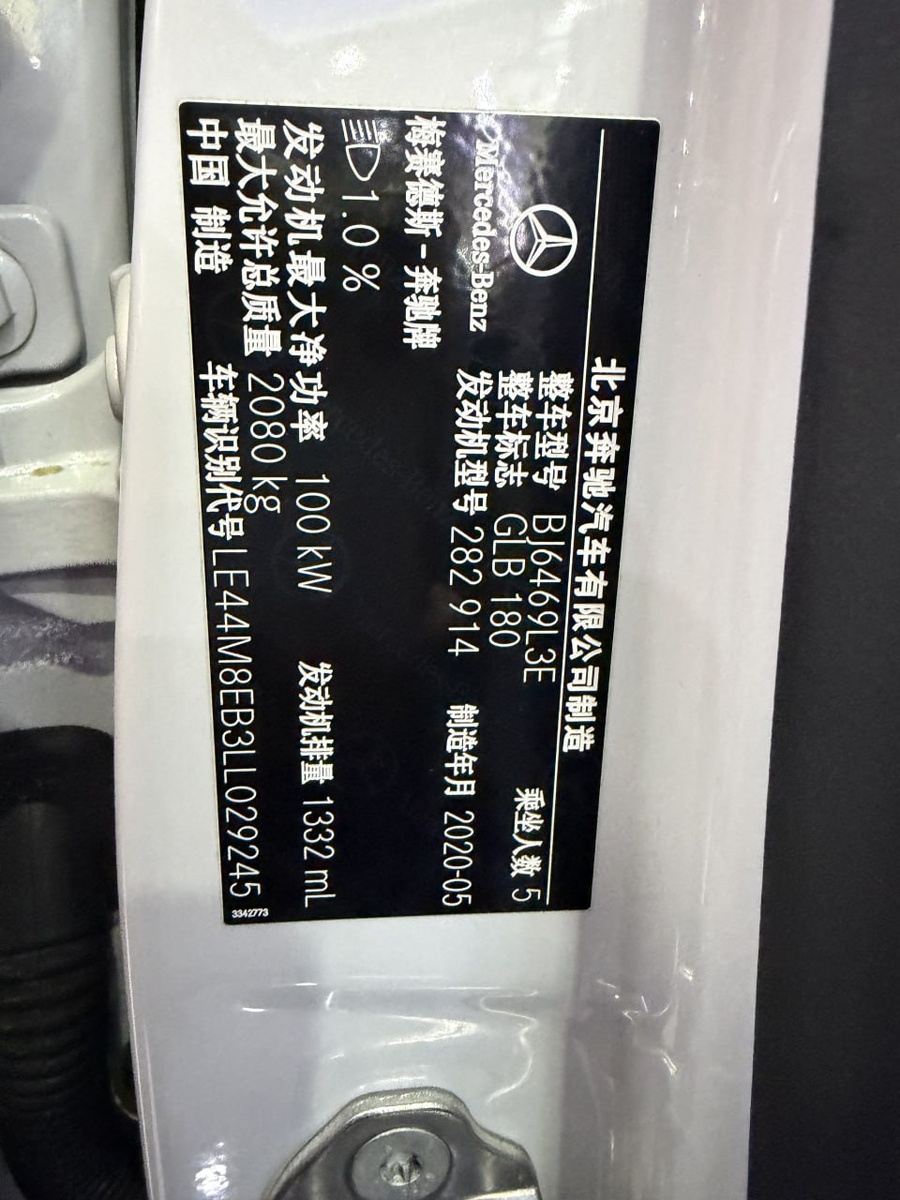 北京奔驰汽车有限公司制造
Mercedes-Benz
整车型号 BJ6469L3E 乘坐人数 5
整车标志 GLB 180
发动机型号 282 914 制造年月 2020-05
梅赛德斯-奔驰牌
1.0 %
发动机最大净功率 100 kW 发动机排量 1332 mL
最大允许总质量 2080 kg
中国 制造 车辆识别代号 LE44M8EB3LL029245
3342773